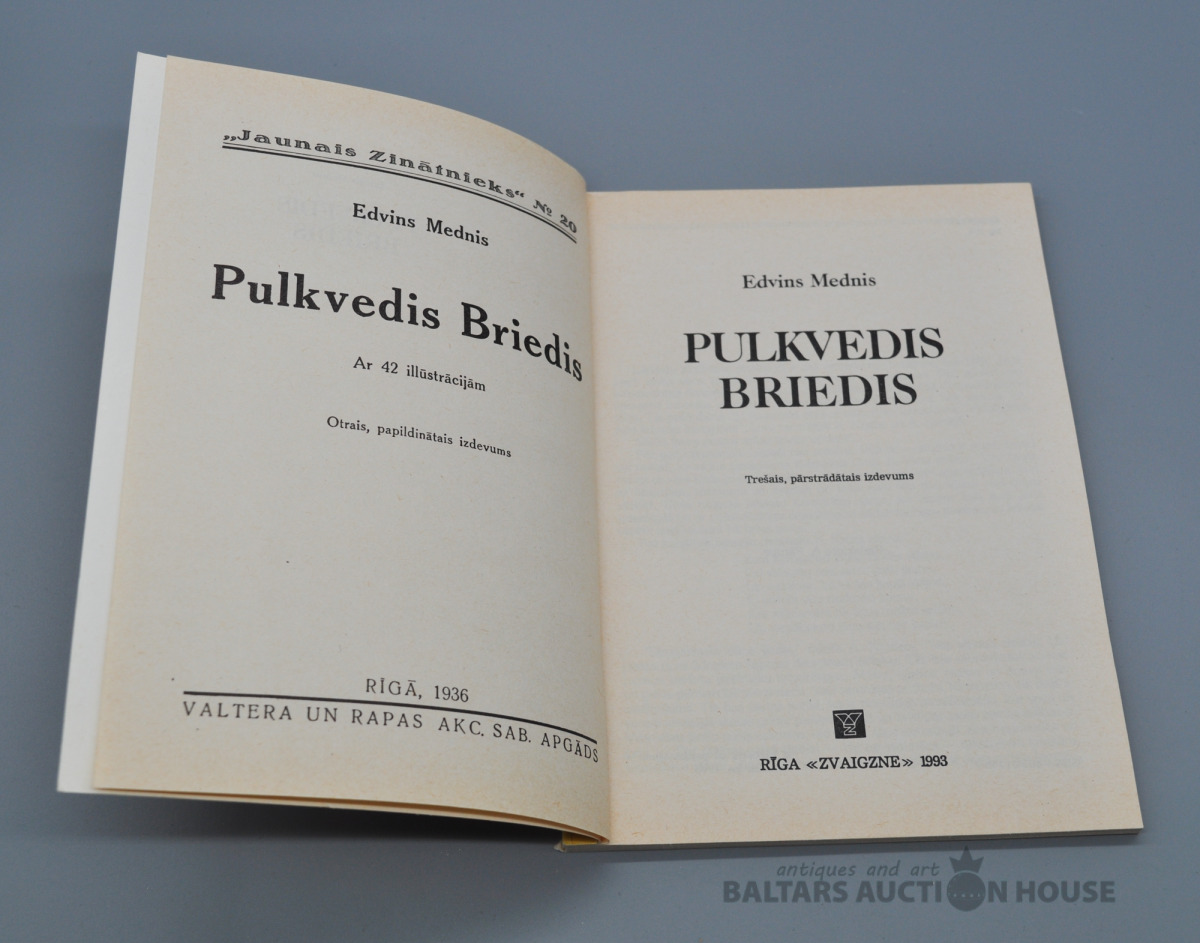 „Jaunais Zinātnieks“ № 20
Edvins Mednis
Pulkvedis Briedis
Ar 42 illūstrācijām
Otrais, papildinātais izdevums
RĪGĀ, 1936
VALTERA UN RAPAS AKC. SAB. APGĀDS
Edvins Mednis
PULKVEDIS
BRIEDIS
Trešais, pārstrādātais izdevums
RĪGA «ZVAIGZNE» 1993
antiques and art
BALTARS AUCTION HOUSE